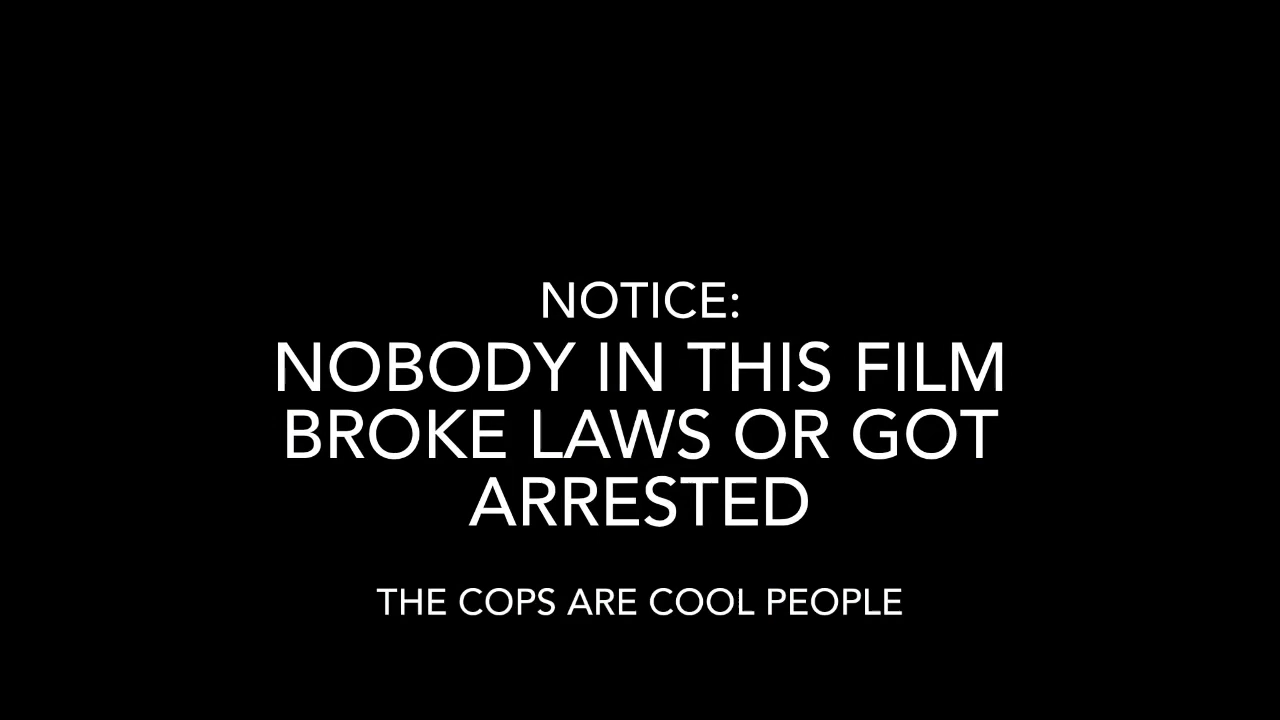 NOTICE:
NOBODY IN THIS FILM
BROKE LAWS OR GOT
ARRESTED
THE COPS ARE COOL PEOPLE